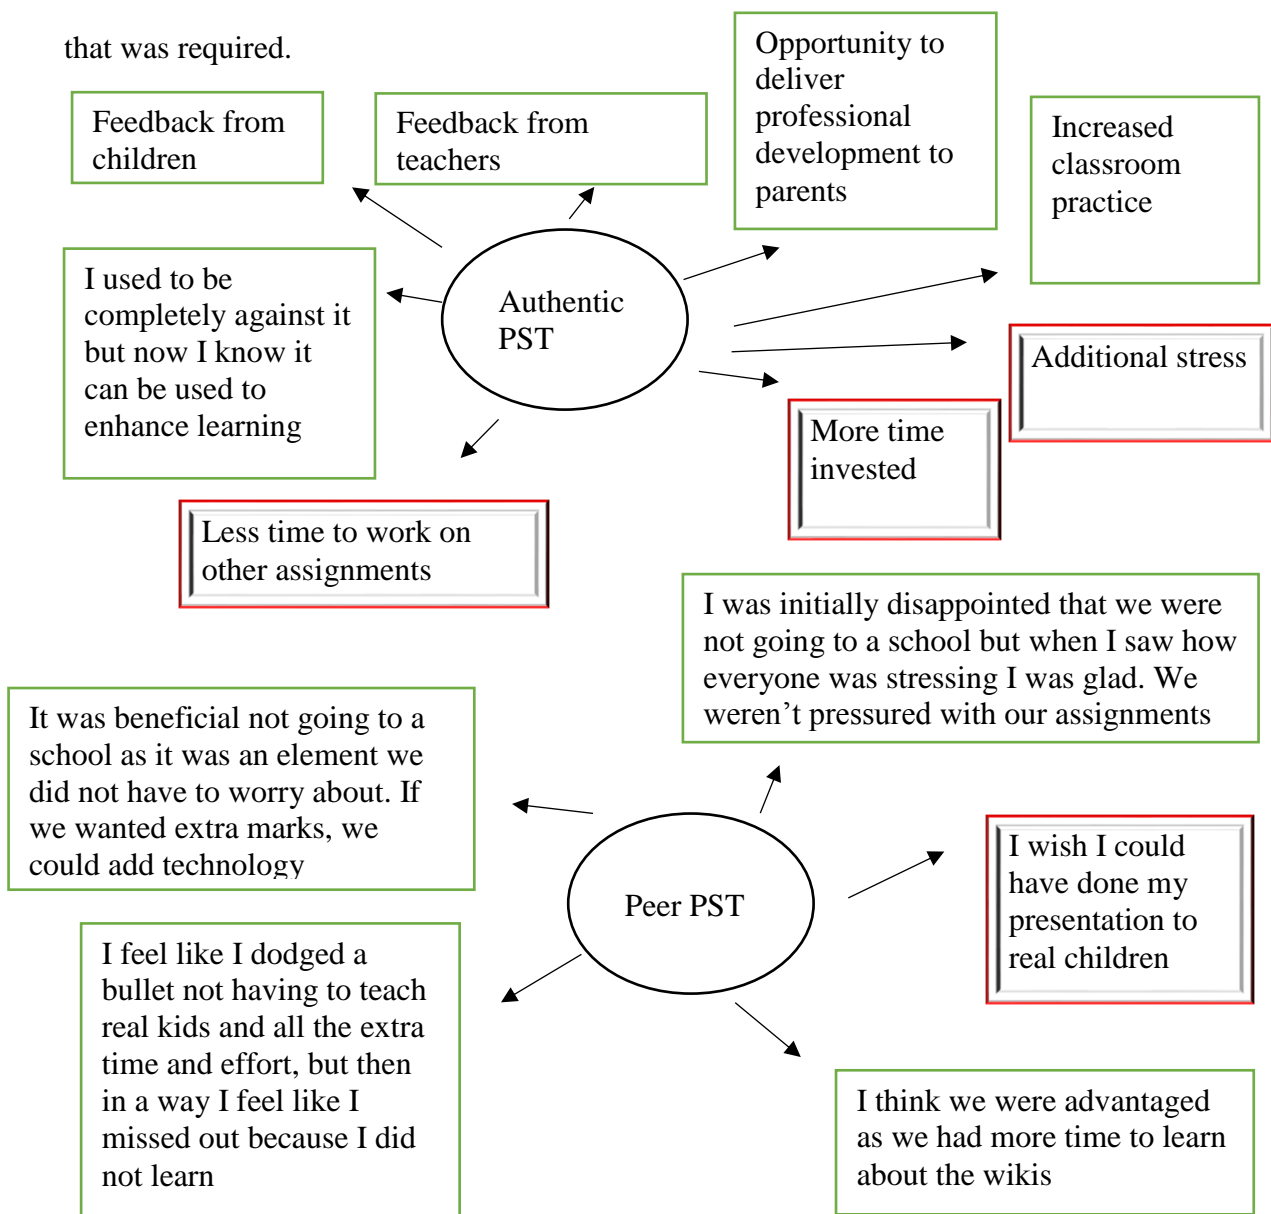 that was required.
Feedback from
children
Feedback from
teachers
Opportunity to
deliver
professional
development to
parents
Increased
classroom
practice
I used to be
completely against it
but now I know it
can be used to
enhance learning
Authentic
PST
Additional stress
More time
invested
Less time to work on
other assignments
I was initially disappointed that we were
not going to a school but when I saw how
everyone was stressing I was glad. We
weren’t pressured with our assignments
It was beneficial not going to a
school as it was an element we
did not have to worry about. If
we wanted extra marks, we
could add technology
Peer PST
I wish I could
have done my
presentation to
real children
I feel like I dodged a
bullet not having to teach
real kids and all the extra
time and effort, but then
in a way I feel like I
missed out because I did
not learn
I think we were advantaged
as we had more time to learn
about the wikis